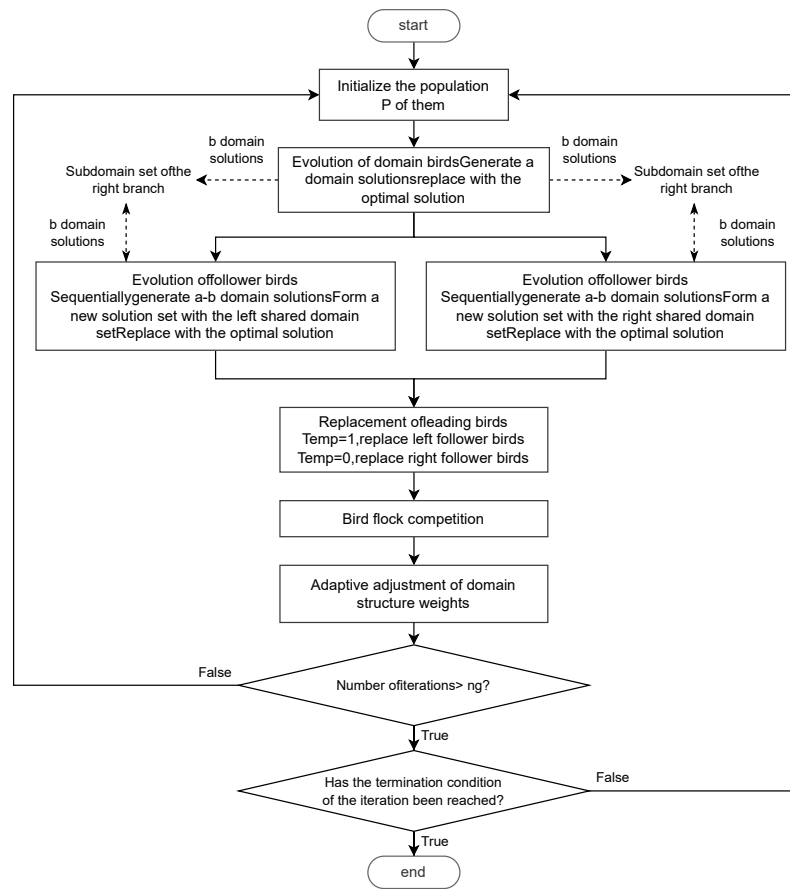 start
Initialize the population
P of them
b domain
solutions
Evolution of domain birdsGenerate a
domain solutionsreplace with the
optimal solution
b domain
solutions
Subdomain set ofthe
right branch
Subdomain set ofthe
right branch
b domain
solutions
b domain
solutions
Evolution offollower birds
Sequentiallygenerate a-b domain solutionsForm a
new solution set with the left shared domain
setReplace with the optimal solution
Evolution offollower birds
Sequentiallygenerate a-b domain solutionsForm a
new solution set with the right shared domain
setReplace with the optimal solution
Replacement ofleading birds
Temp=1,replace left follower birds
Temp=0,replace right follower birds
Bird flock competition
Adaptive adjustment of domain
structure weights
False
Number ofiterations> ng?
True
Has the termination condition
of the iteration been reached?
False
True
end